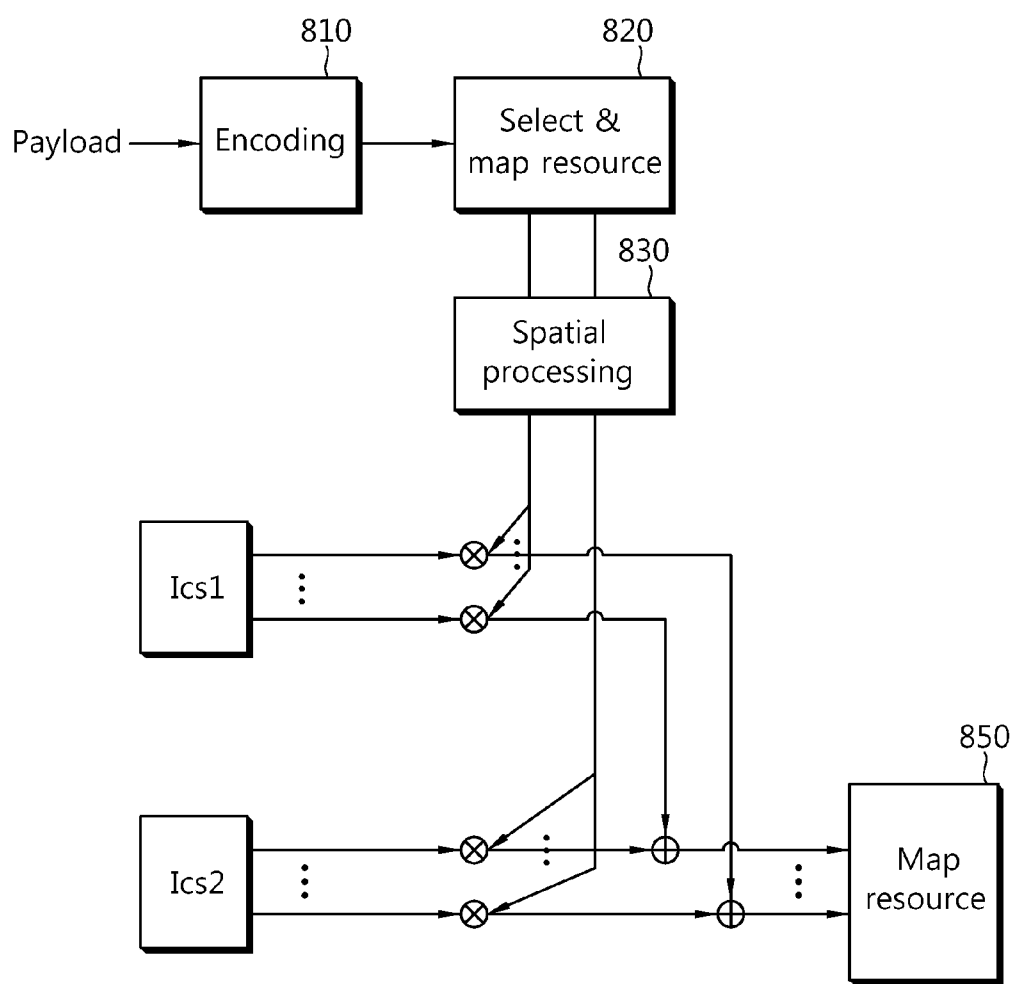 810
820
Payload
Encoding
Select &
map resource
830
Spatial
processing
Ics1
850
Ics2
Map
resource